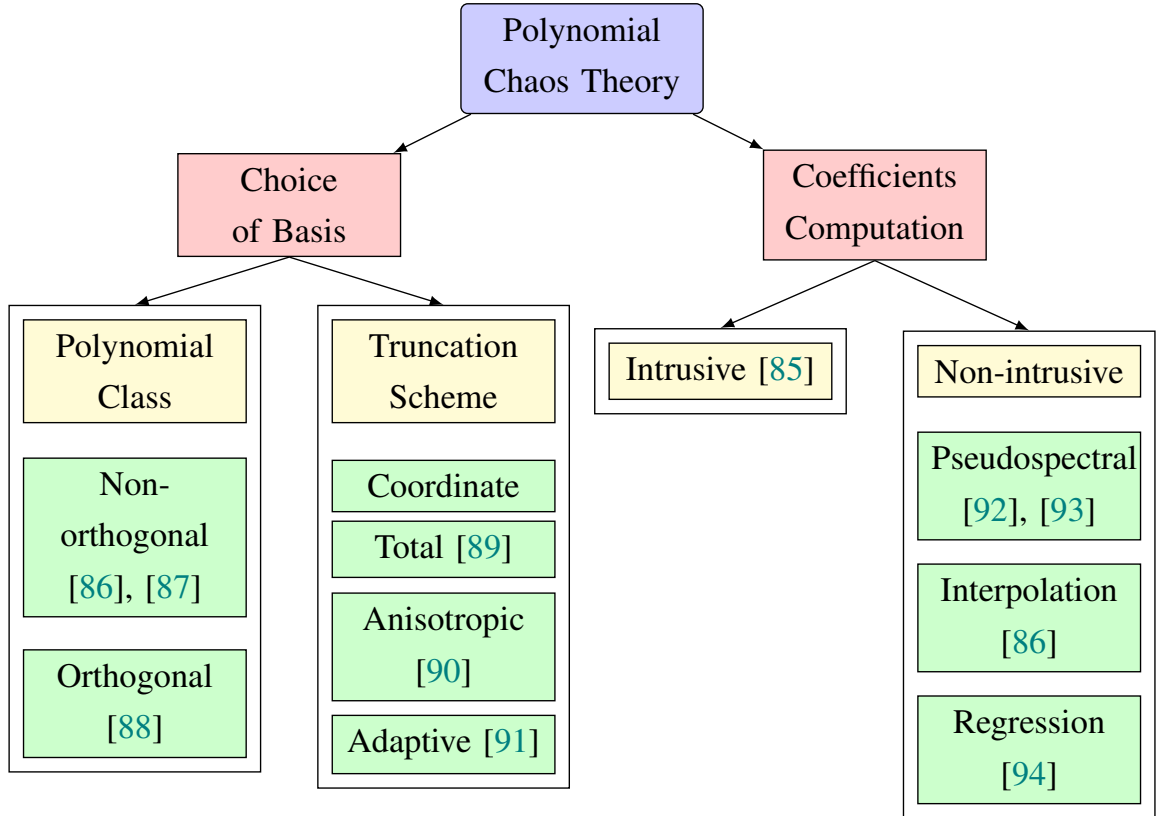 Polynomial
Chaos Theory
Choice
of Basis
Coefficients
Computation
Polynomial
Class
Non-
orthogonal
[86], [87]
Orthogonal
[88]
Truncation
Scheme
Coordinate
Total [89]
Anisotropic
[90]
Adaptive [91]
Intrusive [85]
Non-intrusive
Pseudospectral
[92], [93]
Interpolation
[86]
Regression
[94]